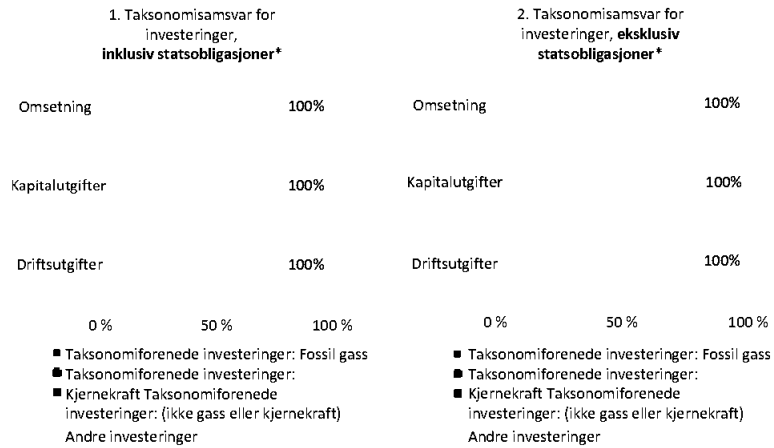 1. Taksonomisamsvar for
investeringer,
inklusiv statsobligasjoner*
Omsetning 100%
Kapitalutgifter 100%
Driftsutgifter 100%
0 % 50 % 100 %
Taksonomiforenede investeringer: Fossil gass
Taksonomiforenede investeringer:
Kjernekraft Taksonomiforenede
investeringer: (ikke gass eller kjernekraft)
Andre investeringer
2. Taksonomisamsvar for
investeringer, eksklusiv
statsobligasjoner*
Omsetning 100%
Kapitalutgifter 100%
Driftsutgifter 100%
0 % 50 % 100 %
Taksonomiforenede investeringer: Fossil gass
Taksonomiforenede investeringer:
Kjernekraft Taksonomiforenede
investeringer: (ikke gass eller kjernekraft)
Andre investeringer